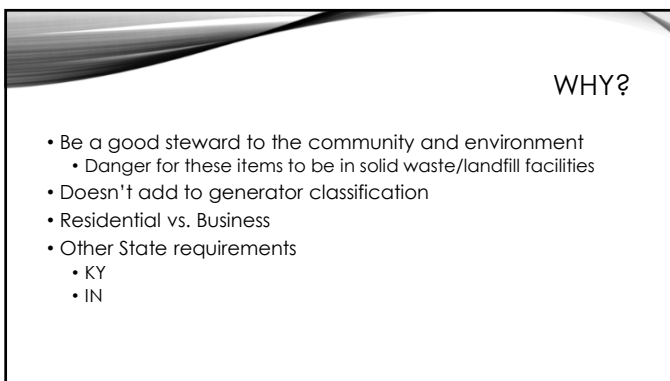 WHY?
• Be a good steward to the community and environment
• Danger for these items to be in solid waste/landfill facilities
• Doesn't add to generator classification
• Residential vs. Business
• Other State requirements
• KY
• IN